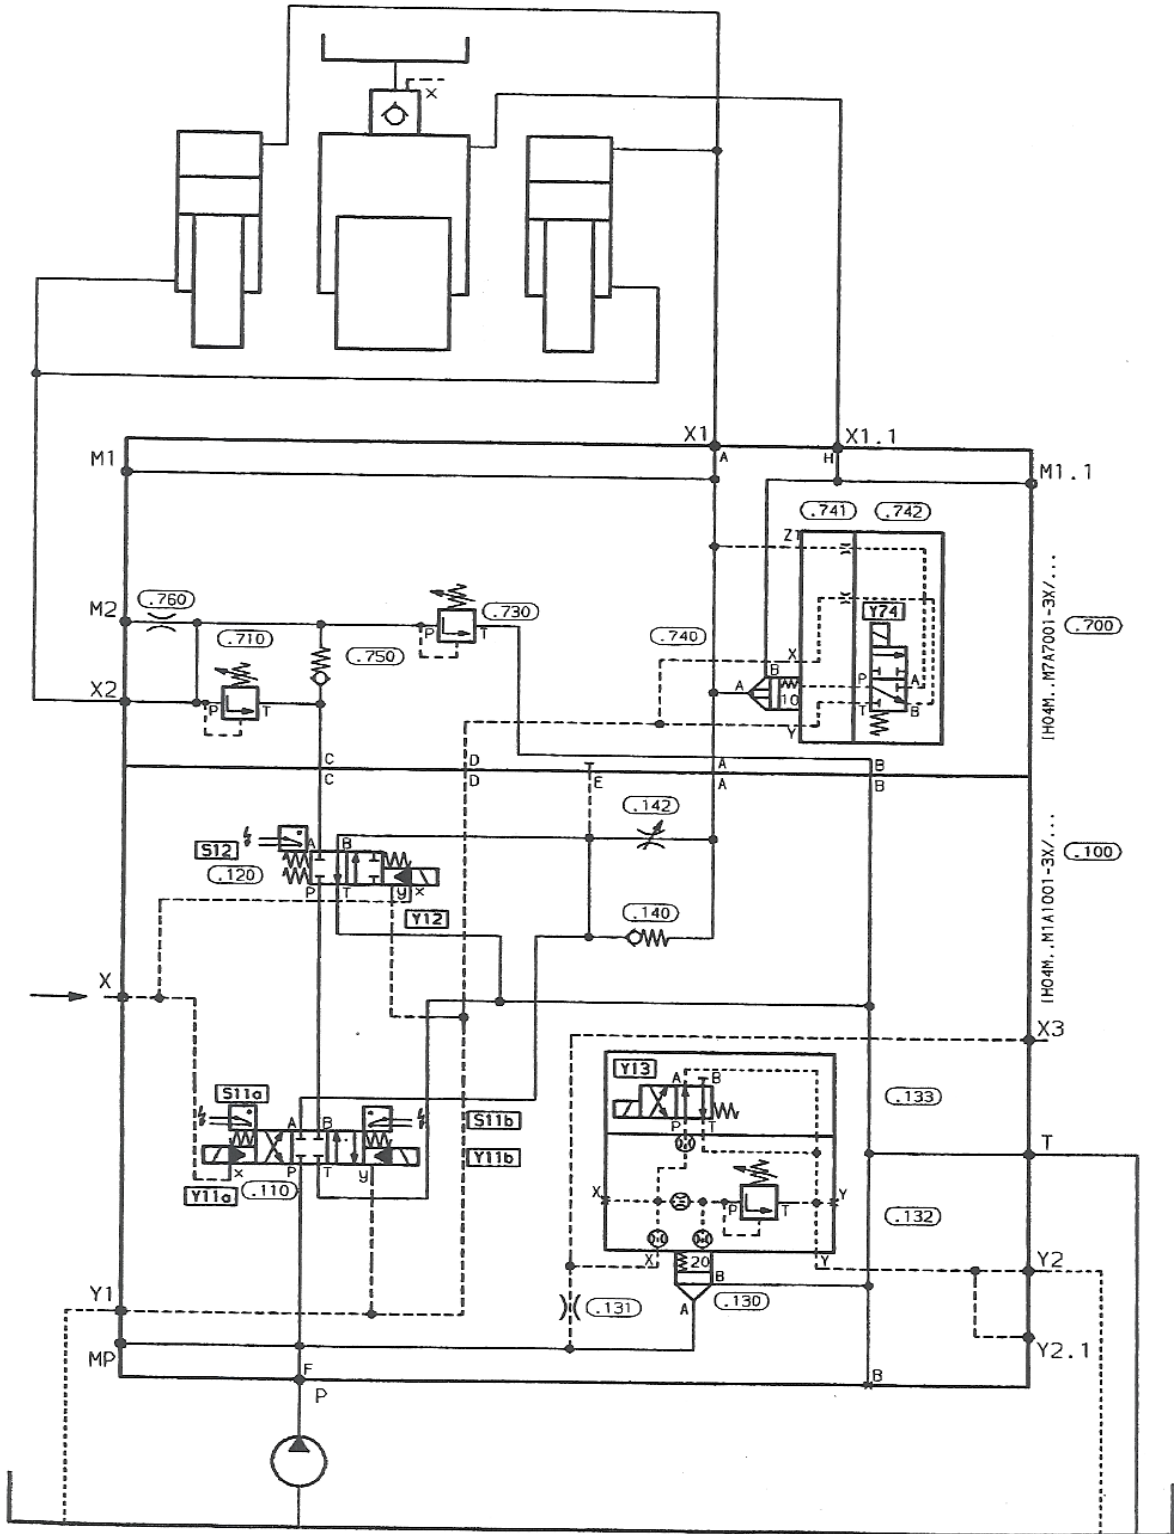 x
X1
X1.1
A
H
M1
M1.1
.741
.742
Z1
.760
M2
.730
Y74
.710
P
T
.740
.700
.750
X
B
A
P
A
X2
P
T
10
T
B
Y
IH04M..M7A7001-3X/...
C
D
A
B
C
D
E
A
B
.142
S12
A
B
.100
.120
P
T
y
x
Y12
.140
IH04M..M1A1001-3X/...
X
X3
S11a
Y13
A
B
A
B
S11b
.133
P
T
T
Y11b
P
T
x
y
Y11a
.110
X
P
T
Y
.132
X
20
Y
Y2
B
Y1
.131
A
.130
MP
Y2.1
F
B
P